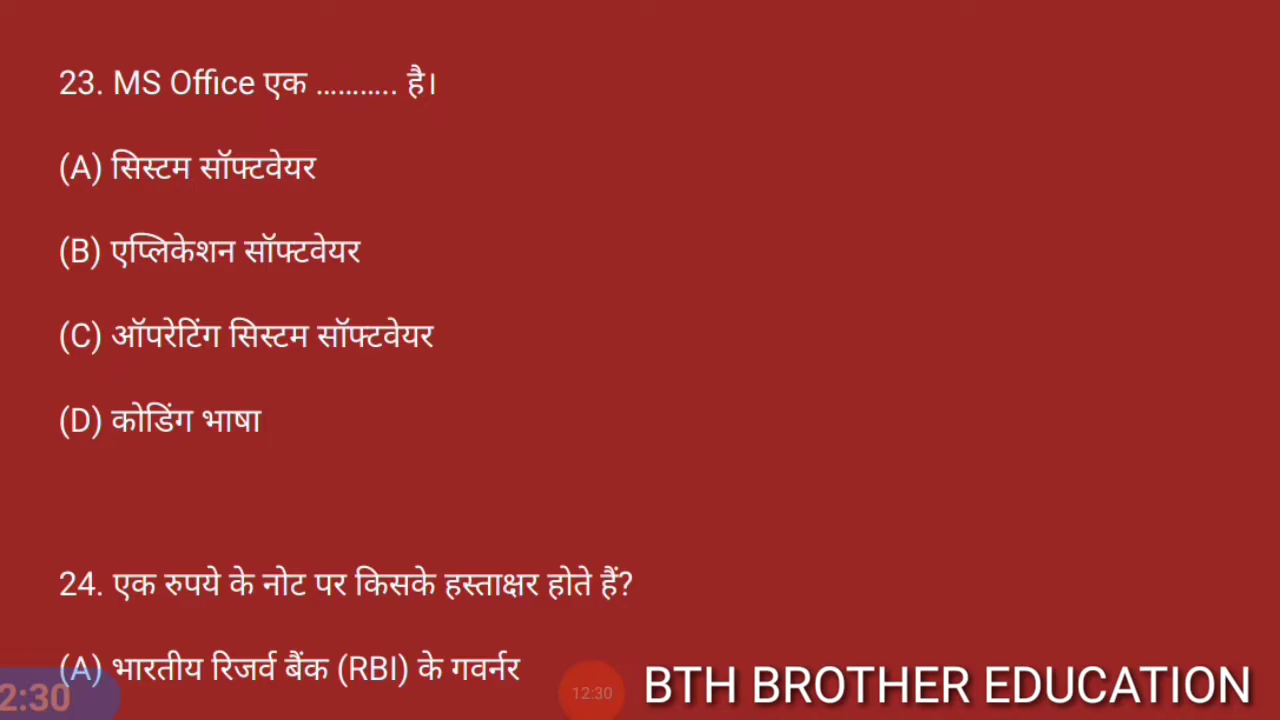 23. MS Office एक ........... है।
(A) सिस्टम सॉफ्टवेयर
(B) एप्लिकेशन सॉफ्टवेयर
(C) ऑपरेटिंग सिस्टम सॉफ्टवेयर
(D) कोडिंग भाषा
24. एक रुपये के नोट पर किसके हस्ताक्षर होते हैं?
(A) भारतीय रिजर्व बैंक (RBI) के गवर्नर
2:30
12:30
BTH BROTHER EDUCATION